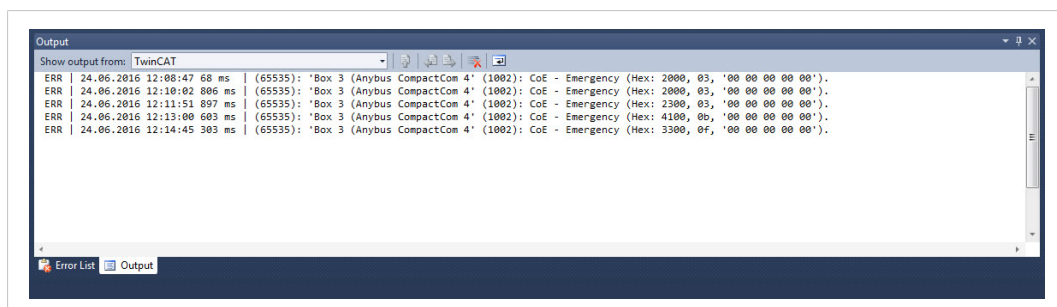 Output
Show output from: TwinCAT
ERR | 24.06.2016 12:08:47 68 ms | (65535): 'Box 3 (Anybus CompactCom 4' (1002): CoE - Emergency (Hex: 2000, 03, '00 00 00 00 00').
ERR | 24.06.2016 12:10:02 806 ms | (65535): 'Box 3 (Anybus CompactCom 4' (1002): CoE - Emergency (Hex: 2000, 03, '00 00 00 00 00').
ERR | 24.06.2016 12:11:51 897 ms | (65535): 'Box 3 (Anybus CompactCom 4' (1002): CoE - Emergency (Hex: 2300, 03, '00 00 00 00 00').
ERR | 24.06.2016 12:13:00 603 ms | (65535): 'Box 3 (Anybus CompactCom 4' (1002): CoE - Emergency (Hex: 4100, 0b, '00 00 00 00 00').
ERR | 24.06.2016 12:14:45 303 ms | (65535): 'Box 3 (Anybus CompactCom 4' (1002): CoE - Emergency (Hex: 3300, 0f, '00 00 00 00 00').
Error List Output